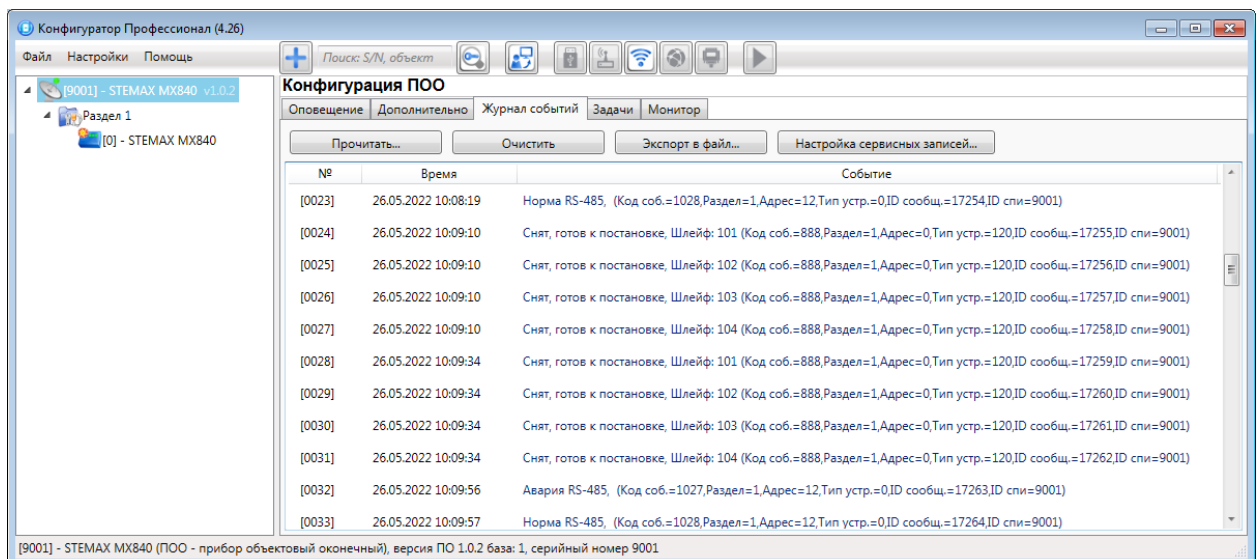 Конфигуратор Профессионал (4.26)
Файл Настройки Помощь Поиск: S/N, объект
[9001] - STEMAX MX840 v1.0.2
Раздел 1
[0] - STEMAX MX840
Конфигурация ПОО
Оповещение Дополнительно Журнал событий Задачи Монитор
Прочитать... Очистить Экспорт в файл... Настройка сервисных записей...
№ Время Событие
[0023] 26.05.2022 10:08:19 Норма RS-485, (Код соб.=1028,Раздел=1,Адрес=12,Тип устр.=0,ID сообщ.=17254,ID спи=9001)
[0024] 26.05.2022 10:09:10 Снят, готов к постановке, Шлейф: 101 (Код соб.=888,Раздел=1,Адрес=0,Тип устр.=120,ID сообщ.=17255,ID спи=9001)
[0025] 26.05.2022 10:09:10 Снят, готов к постановке, Шлейф: 102 (Код соб.=888,Раздел=1,Адрес=0,Тип устр.=120,ID сообщ.=17256,ID спи=9001)
[0026] 26.05.2022 10:09:10 Снят, готов к постановке, Шлейф: 103 (Код соб.=888,Раздел=1,Адрес=0,Тип устр.=120,ID сообщ.=17257,ID спи=9001)
[0027] 26.05.2022 10:09:10 Снят, готов к постановке, Шлейф: 104 (Код соб.=888,Раздел=1,Адрес=0,Тип устр.=120,ID сообщ.=17258,ID спи=9001)
[0028] 26.05.2022 10:09:34 Снят, готов к постановке, Шлейф: 101 (Код соб.=888,Раздел=1,Адрес=0,Тип устр.=120,ID сообщ.=17259,ID спи=9001)
[0029] 26.05.2022 10:09:34 Снят, готов к постановке, Шлейф: 102 (Код соб.=888,Раздел=1,Адрес=0,Тип устр.=120,ID сообщ.=17260,ID спи=9001)
[0030] 26.05.2022 10:09:34 Снят, готов к постановке, Шлейф: 103 (Код соб.=888,Раздел=1,Адрес=0,Тип устр.=120,ID сообщ.=17261,ID спи=9001)
[0031] 26.05.2022 10:09:34 Снят, готов к постановке, Шлейф: 104 (Код соб.=888,Раздел=1,Адрес=0,Тип устр.=120,ID сообщ.=17262,ID спи=9001)
[0032] 26.05.2022 10:09:56 Авария RS-485, (Код соб.=1027,Раздел=1,Адрес=12,Тип устр.=0,ID сообщ.=17263,ID спи=9001)
[0033] 26.05.2022 10:09:57 Норма RS-485, (Код соб.=1028,Раздел=1,Адрес=12,Тип устр.=0,ID сообщ.=17264,ID спи=9001)
[9001] - STEMAX MX840 (ПОО - прибор объектовый оконечный), версия ПО 1.0.2 база: 1, серийный номер 9001